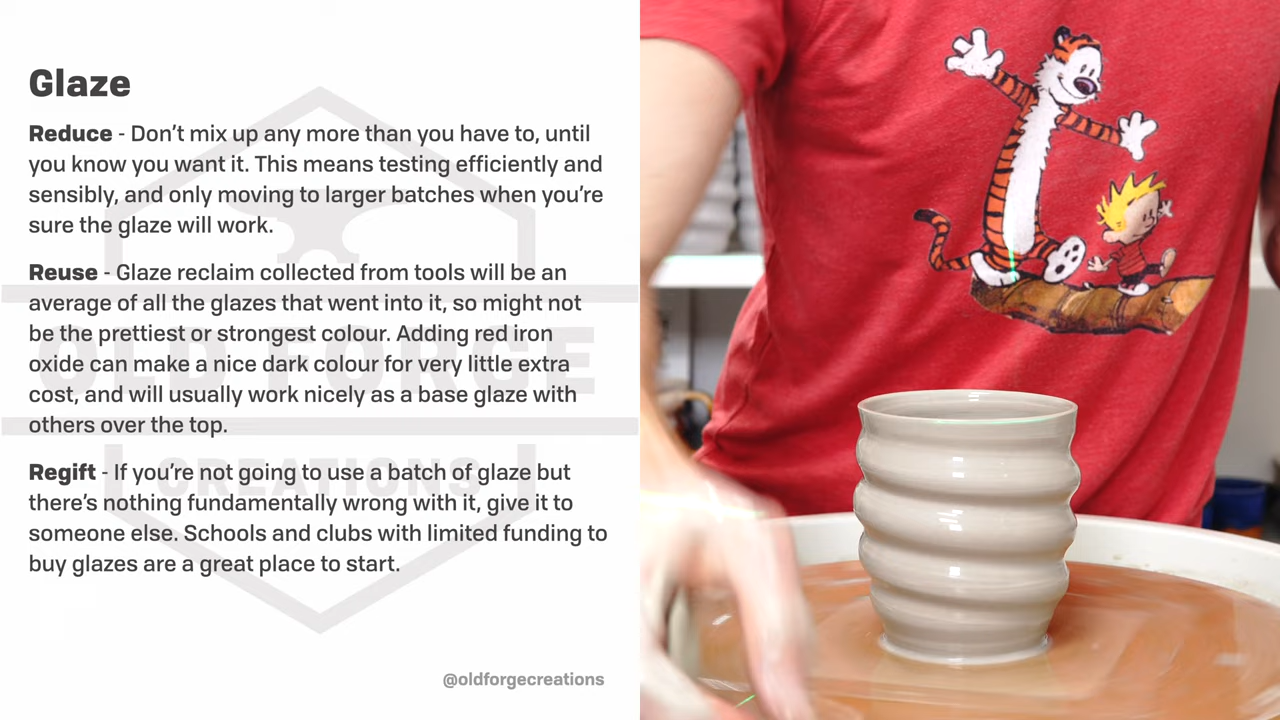 Glaze
Reduce - Don't mix up any more than you have to, until
you know you want it. This means testing efficiently and
sensibly, and only moving to larger batches when you're
sure the glaze will work.
Reuse - Glaze reclaim collected from tools will be an
average of all the glazes that went into it, so might not
be the prettiest or strongest colour. Adding red iron
oxide can make a nice dark colour for very little extra
cost, and will usually work nicely as a base glaze with
others over the top.
Regift - If you're not going to use a batch of glaze but
there's nothing fundamentally wrong with it, give it to
someone else. Schools and clubs with limited funding to
buy glazes are a great place to start.
OLD FORGE
CREATIONS
@oldforgecreations